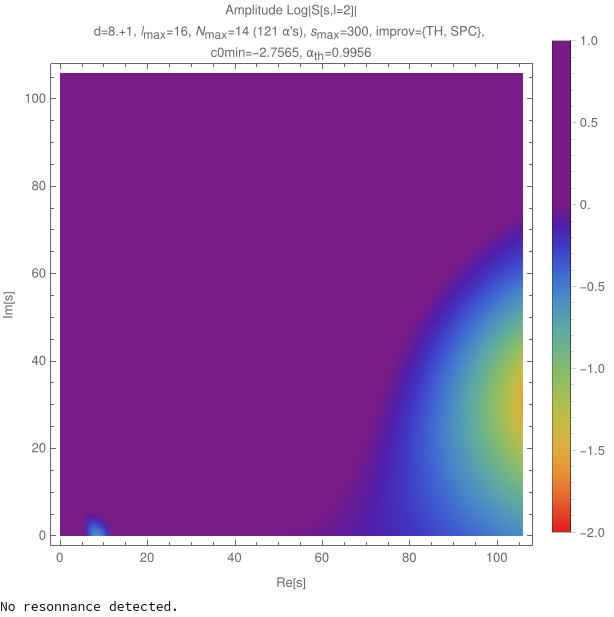 Amplitude Log|S[s,l=2]|
d=8.+1, lmax=16, Nmax=14 (121 α's), smax=300, improv={TH, SPC},
c0min=−2.7565, αth=0.9956
1.0
0.5
0.
−0.5
−1.0
−1.5
−2.0
100
80
60
40
20
0
Im[s]
0 20 40 60 80 100
Re[s]
No resonnance detected.